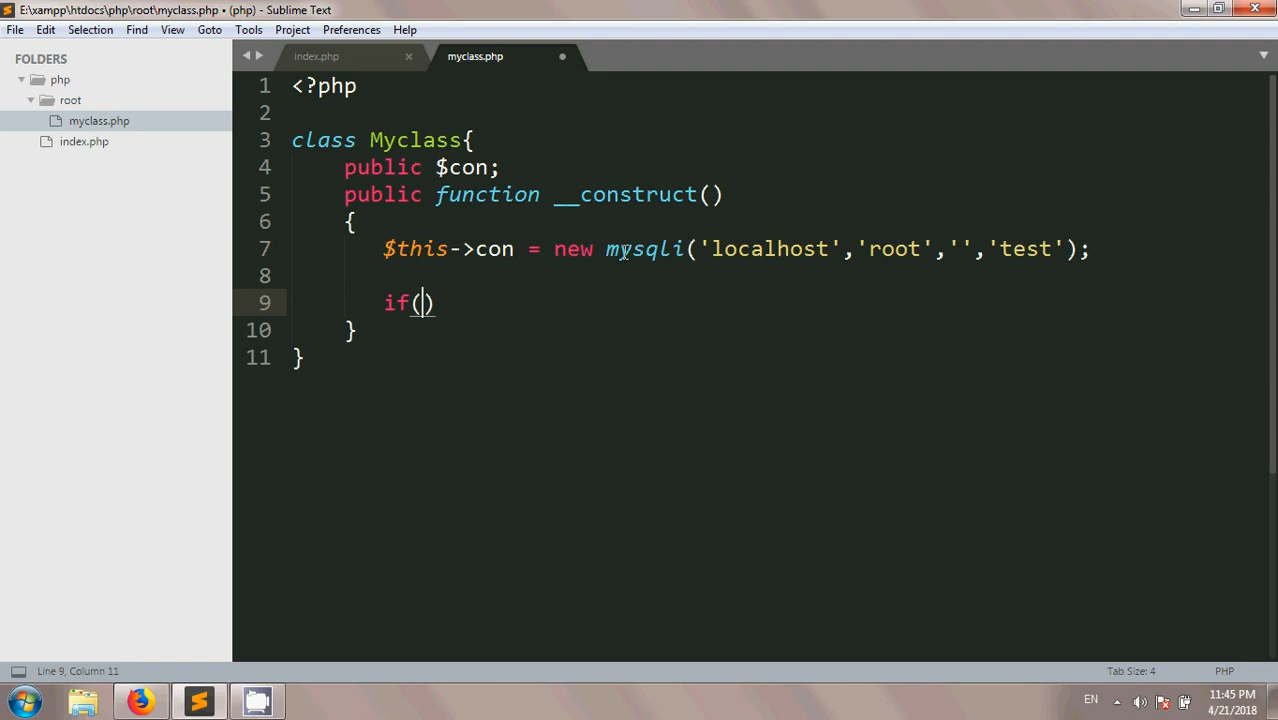 E:\xampp\htdocs\php\root\myclass.php • (php) - Sublime Text
File Edit Selection Find View Goto Tools Project Preferences Help
FOLDERS
php
root
myclass.php
index.php
index.php × myclass.php
1 <?php
2
3 class Myclass{
4 public $con;
5 public function __construct()
6 {
7 $this->con = new mysqli('localhost','root','','test');
8
9 if()
10 }
11 }
Line 9, Column 11 Tab Size: 4 PHP
EN 11:45 PM
4/21/2018